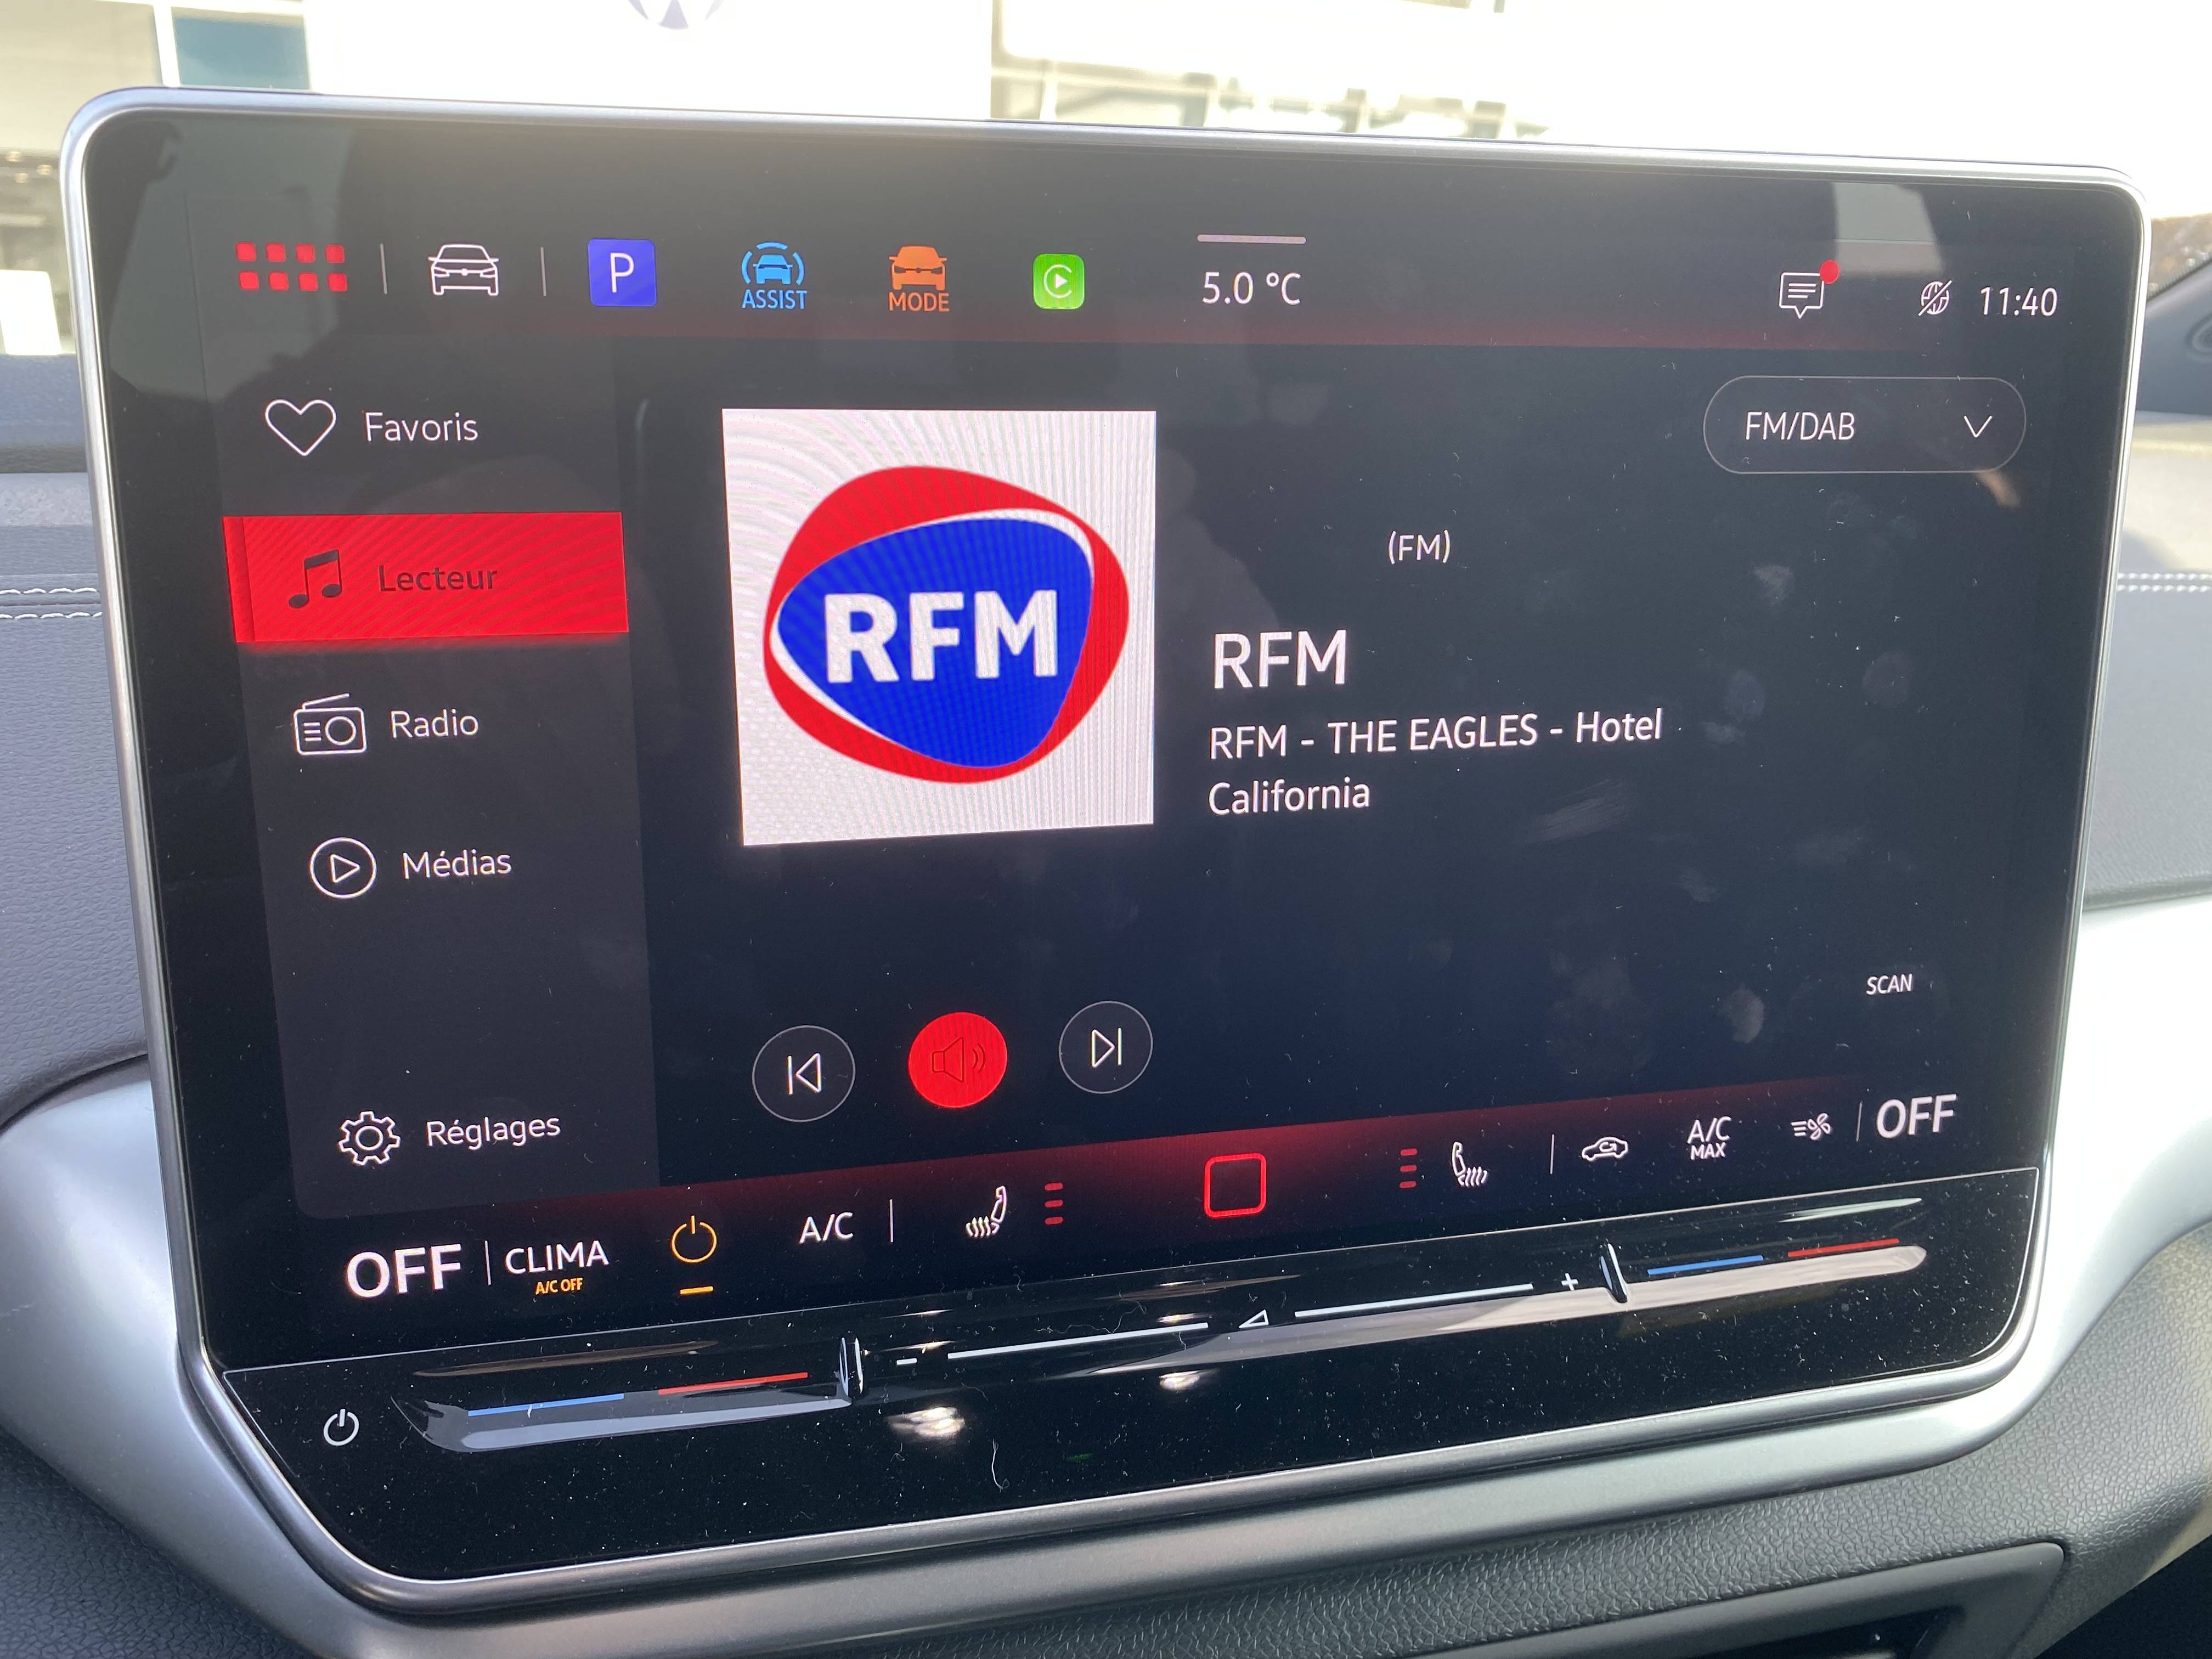 P
ASSIST
MODE
5.0 °C
11:40
Favoris
FM/DAB
Lecteur
(FM)
RFM
RFM
RFM - THE EAGLES - Hotel
California
Radio
Médias
SCAN
Réglages
OFF
CLIMA
A/C OFF
A/C
A/C
MAX
OFF
- +